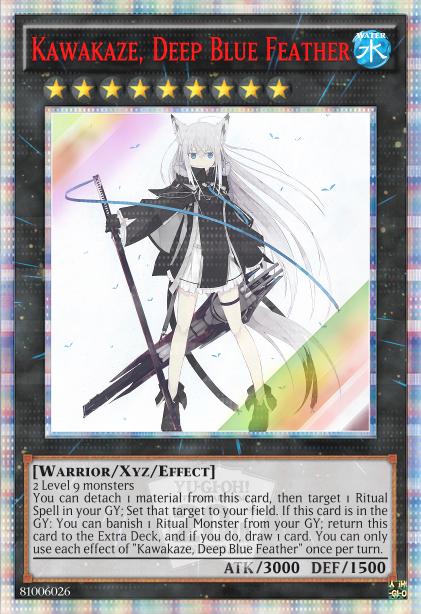 KAWAKAZE, DEEP BLUE FEATHER
WATER
水
[WARRIOR/XYZ/EFFECT]
2 Level 9 monsters
You can detach 1 material from this card, then target 1 Ritual
Spell in your GY; Set that target to your field. If this card is in the
GY: You can banish 1 Ritual Monster from your GY; return this
card to the Extra Deck, and if you do, draw 1 card. You can only
use each effect of "Kawakaze, Deep Blue Feather" once per turn.
ATK/3000 DEF/1500
81006026